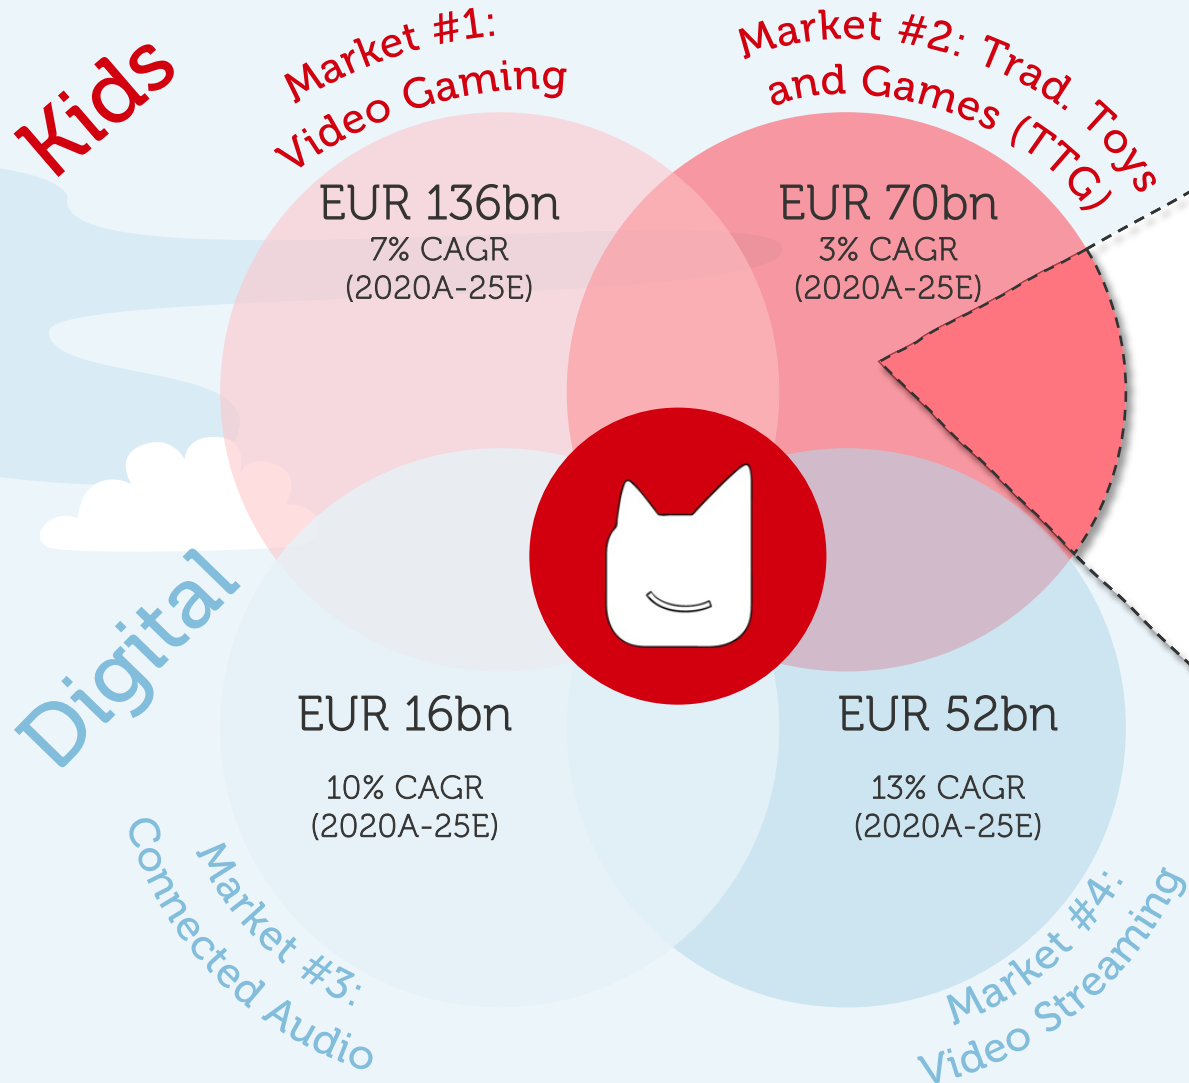 Kids
Market #1:
Video Gaming
EUR 136bn
7% CAGR
(2020A-25E)
Market #2: Trad. Toys
and Games (TTG)
EUR 70bn
3% CAGR
(2020A-25E)
Digital
EUR 16bn
10% CAGR
(2020A-25E)
Market #3:
Connected Audio
EUR 52bn
13% CAGR
(2020A-25E)
Market #4:
Video Streaming